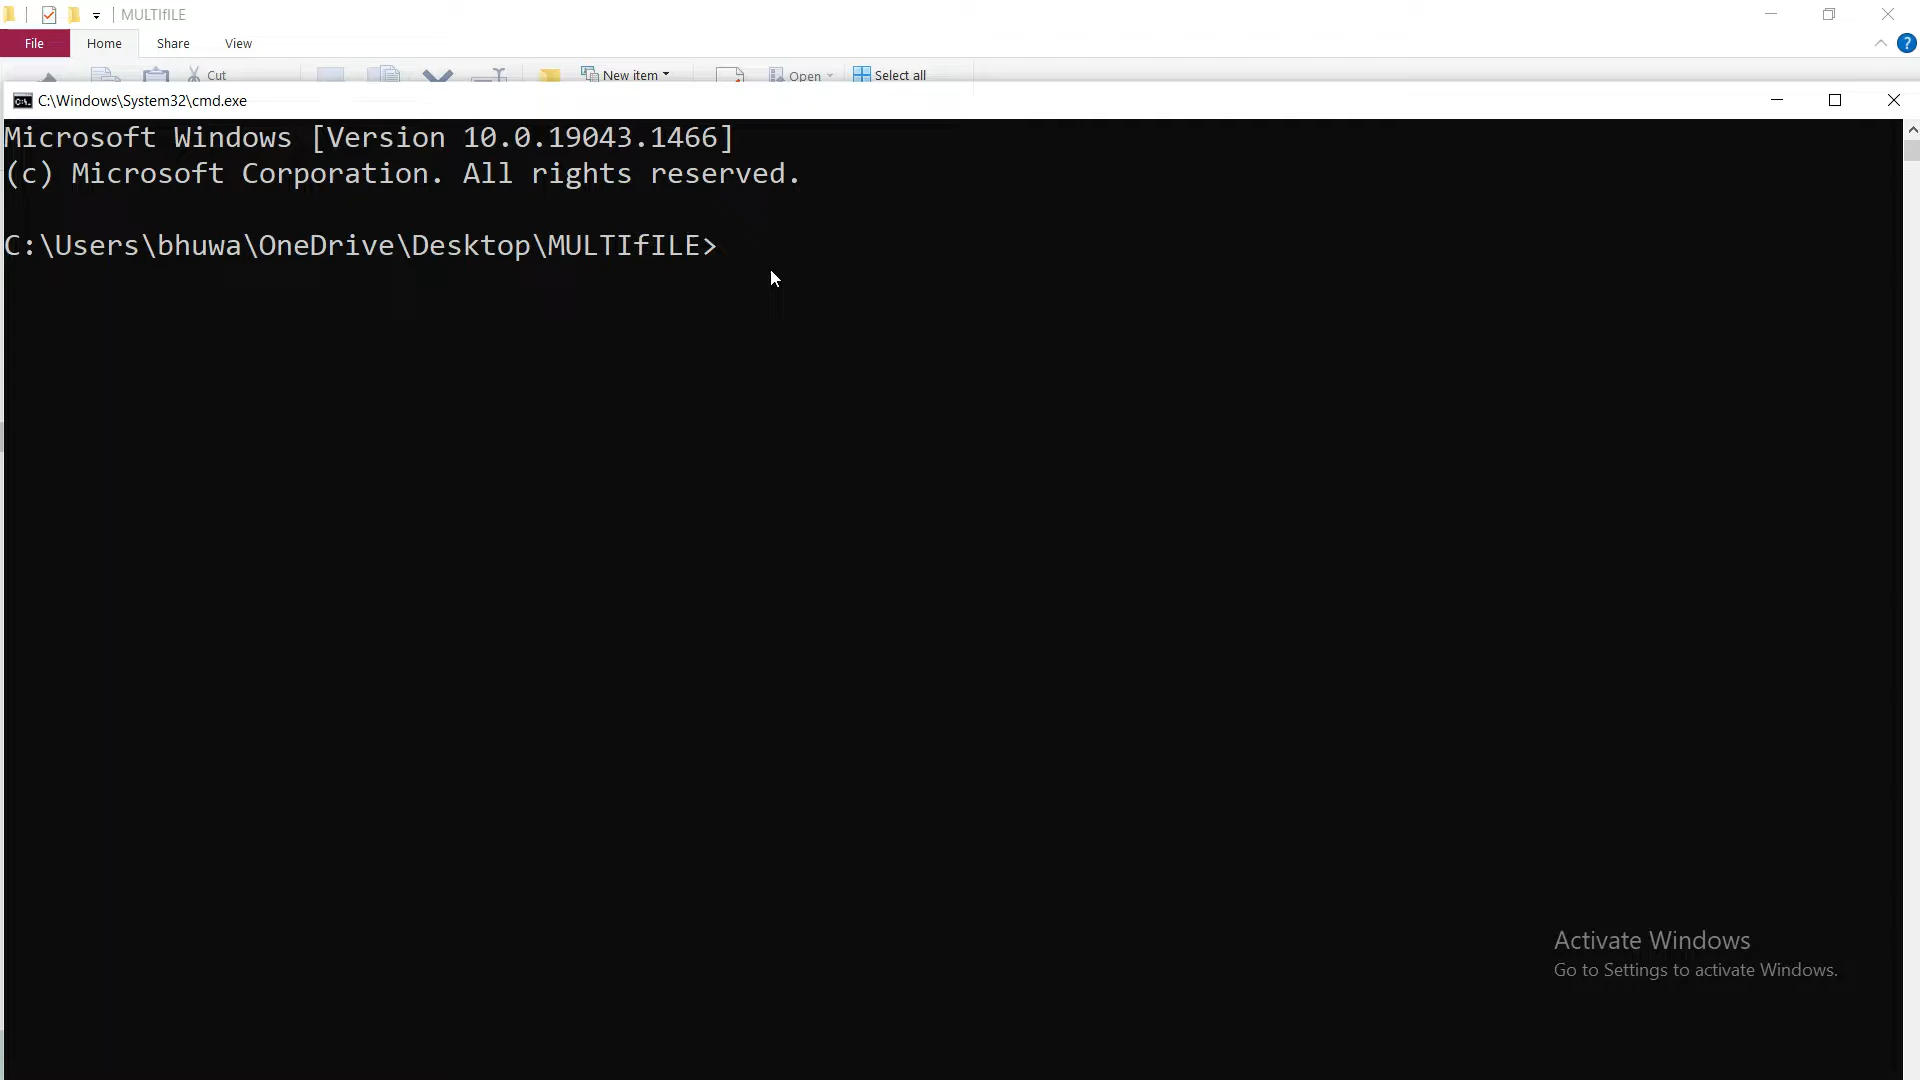 MULTIfILE
File Home Share View
Cut New item Open Select all
C:\Windows\System32\cmd.exe
Microsoft Windows [Version 10.0.19043.1466]
(c) Microsoft Corporation. All rights reserved.
C:\Users\bhuwa\OneDrive\Desktop\MULTIfILE>
Activate Windows
Go to Settings to activate Windows.